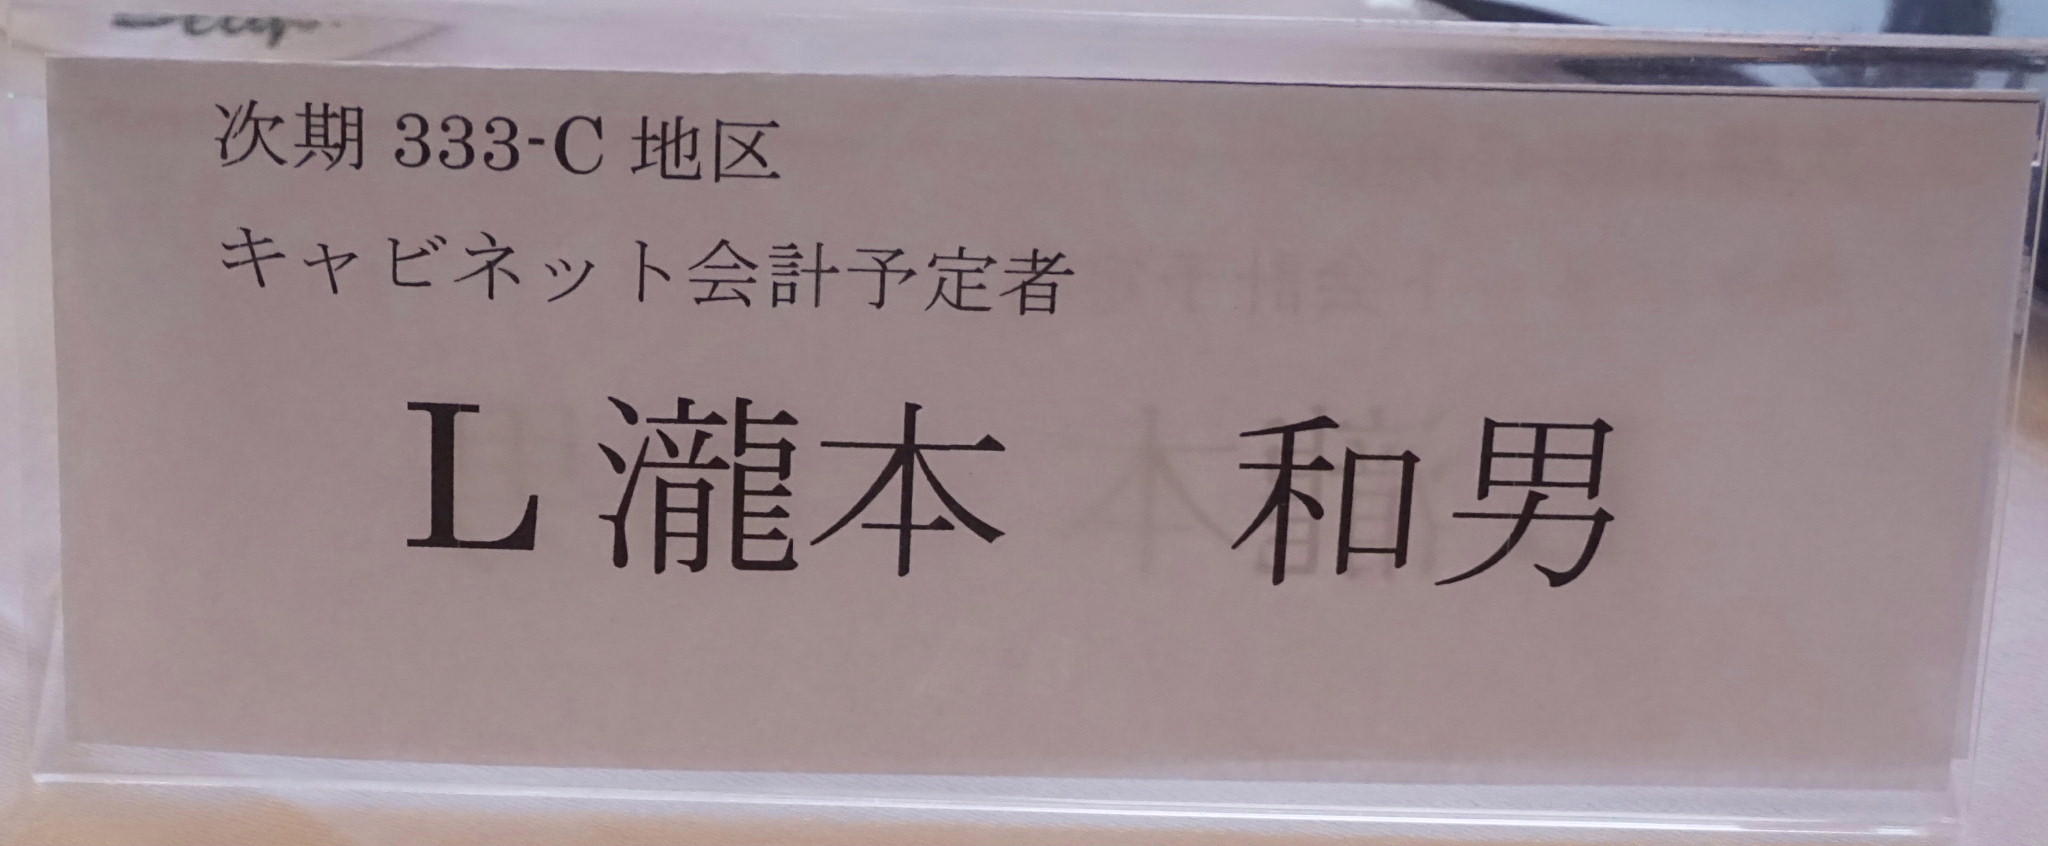 次期 333-C 地区
キャビネット会計予定者
L 瀧本 和男